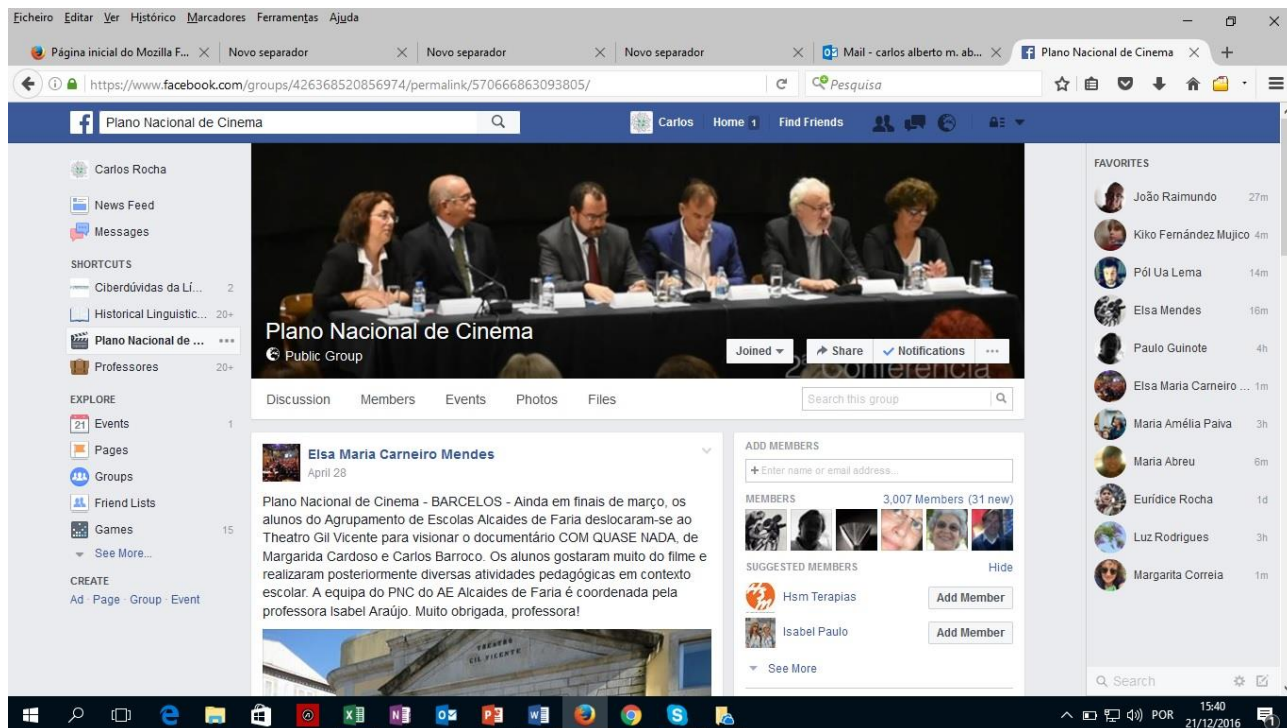 Ficheiro Editar Ver Histórico Marcadores Ferramentas Ajuda
Página inicial do Mozilla F...
Novo separador
Novo separador
Novo separador
Mail - carlos alberto m. ab...
Plano Nacional de Cinema
https://www.facebook.com/groups/426368520856974/permalink/570666863093805/
Pesquisa
Plano Nacional de Cinema
Carlos Home 1 Find Friends
Carlos Rocha
News Feed
Messages
SHORTCUTS
Ciberdúvidas da Lí... 2
Historical Linguistic... 20+
Plano Nacional de ...
Professores 20+
EXPLORE
Events 1
21
Pages
Groups
Friend Lists
Games 15
See More...
CREATE
Ad · Page · Group · Event
Plano Nacional de Cinema
Public Group
Joined Share Notifications
2ª Conferência
Discussion Members Events Photos Files
Search this group
Elsa Maria Carneiro Mendes
April 28
Plano Nacional de Cinema - BARCELOS - Ainda em finais de março, os
alunos do Agrupamento de Escolas Alcaides de Faria deslocaram-se ao
Theatro Gil Vicente para visionar o documentário COM QUASE NADA, de
Margarida Cardoso e Carlos Barroco. Os alunos gostaram muito do filme e
realizaram posteriormente diversas atividades pedagógicas em contexto
escolar. A equipa do PNC do AE Alcaides de Faria é coordenada pela
professora Isabel Araújo. Muito obrigada, professora!
THEATRO
GIL VICENTE
ADD MEMBERS
+ Enter name or email address...
MEMBERS 3,007 Members (31 new)
SUGGESTED MEMBERS Hide
Hsm Terapias Add Member
Isabel Paulo Add Member
See More
FAVORITES
João Raimundo 27m
Kiko Fernández Mujico 4m
Pól Ua Lema 14m
Elsa Mendes 16m
Paulo Guinote 4h
Elsa Maria Carneiro ... 1m
Maria Amélia Paiva 3h
Maria Abreu 6m
Eurídice Rocha 1d
Luz Rodrigues 3h
Margarita Correia 1m
Search
POR
15:40
21/12/2016